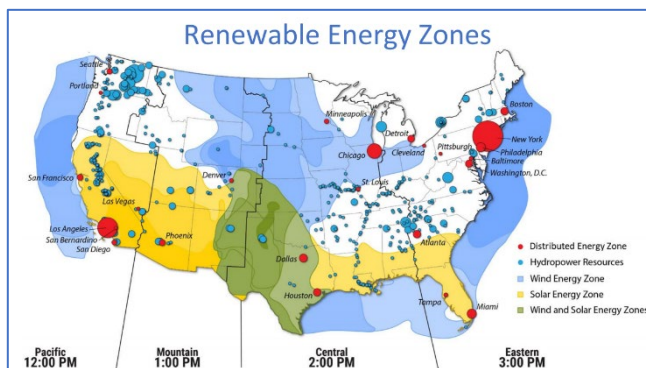 Renewable Energy Zones
Seattle
Portland
Minneapolis
Boston
Detroit
New York
Chicago
Cleveland
Pittsburgh
Philadelphia
Baltimore
Washington, D.C.
San Francisco
Denver
St. Louis
Las Vegas
Los Angeles
San Bernardino
San Diego
Phoenix
Atlanta
Dallas
Houston
Tampa
Miami
Distributed Energy Zone
Hydropower Resources
Wind Energy Zone
Solar Energy Zone
Wind and Solar Energy Zones
Pacific
12:00 PM
Mountain
1:00 PM
Central
2:00 PM
Eastern
3:00 PM